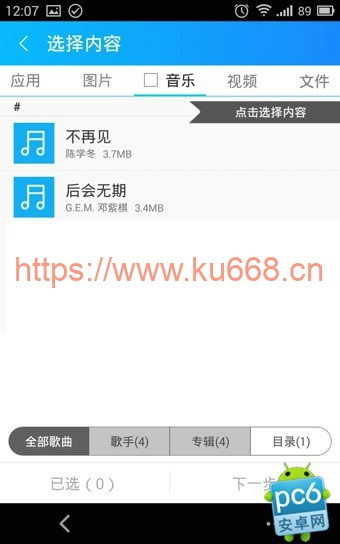 12:07
89
选择内容
应用
图片
音乐
视频
文件
#
点击选择内容
不再见
陈学冬 3.7MB
后会无期
G.E.M. 邓紫棋 3.4MB
https://www.ku668.cn
全部歌曲
歌手(4)
专辑(4)
目录(1)
已选（0）
下一步
pc6
安卓网